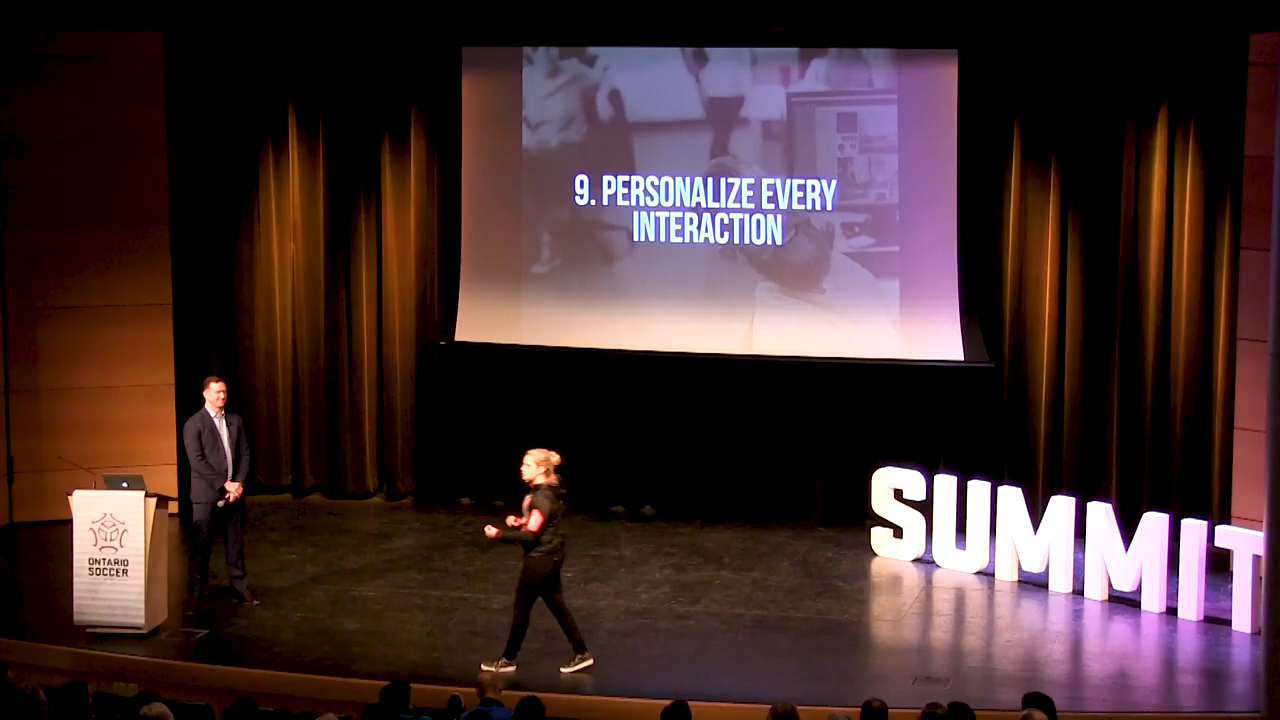 9. PERSONALIZE EVERY
INTERACTION
SUMMIT
ONTARIO
SOCCER